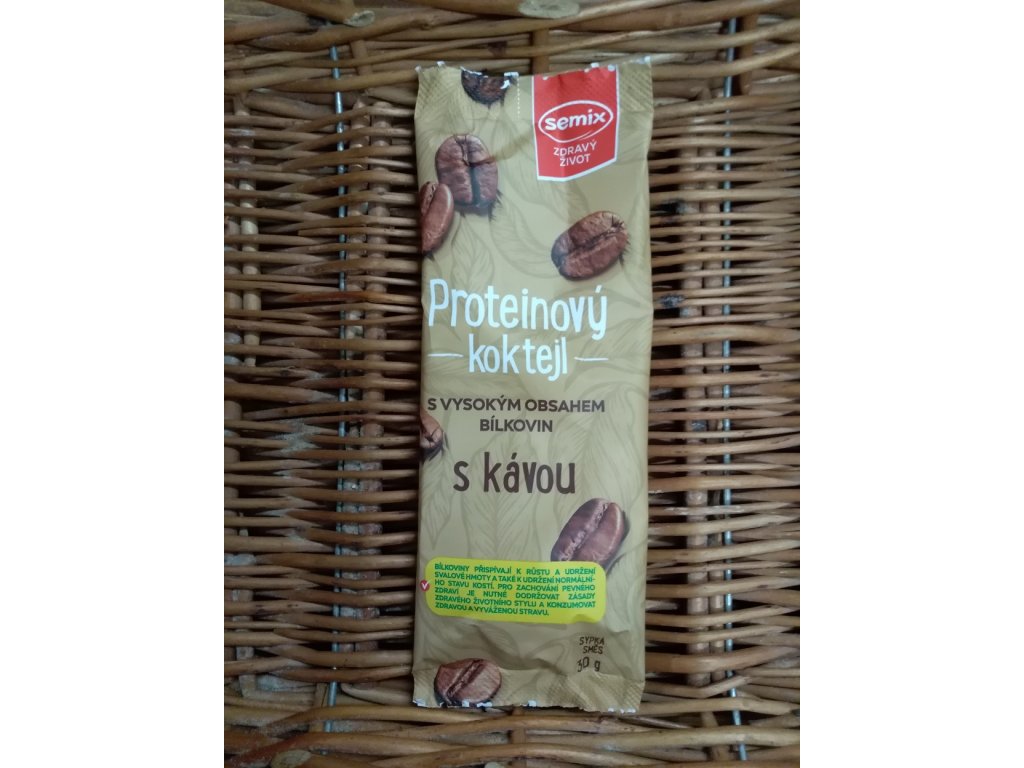 semix
ZDRAVÝ
ŽIVOT
Proteinový
koktejl
S VYSOKÝM OBSAHEM
BÍLKOVIN
s kávou
BÍLKOVINY PŘISPÍVAJÍ K RŮSTU A UDRŽENÍ
SVALOVÉ HMOTY A TAKÉ K UDRŽENÍ NORMÁLNÍ-
HO STAVU KOSTÍ. PRO ZACHOVÁNÍ PEVNÉHO
ZDRAVÍ JE NUTNÉ DODRŽOVAT ZÁSADY
ZDRAVÉHO ŽIVOTNÍHO STYLU A KONZUMOVAT
ZDRAVOU A VYVÁŽENOU STRAVU.
SYPKÁ
SMĚS
30 g